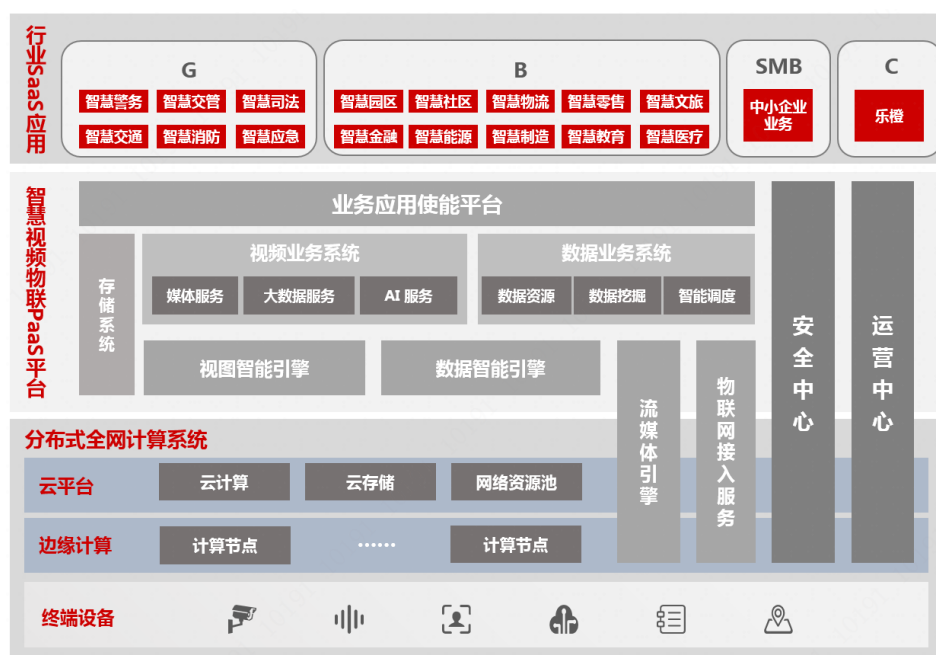 行业SaaS应用
G
B
SMB
C
智慧警务 智慧交管 智慧司法
智慧交通 智慧消防 智慧应急
智慧园区 智慧社区 智慧物流 智慧零售 智慧文旅
智慧金融 智慧能源 智慧制造 智慧教育 智慧医疗
中小企业
业务
乐橙
智慧视频物联PaaS平台
业务应用使能平台
存储系统
视频业务系统
媒体服务 大数据服务 AI 服务
数据业务系统
数据资源 数据挖掘 智能调度
视图智能引擎
数据智能引擎
流媒体引擎
物联网接入服务
安全中心
运营中心
分布式全网计算系统
云平台
云计算 云存储 网络资源池
边缘计算
计算节点 …… 计算节点
终端设备